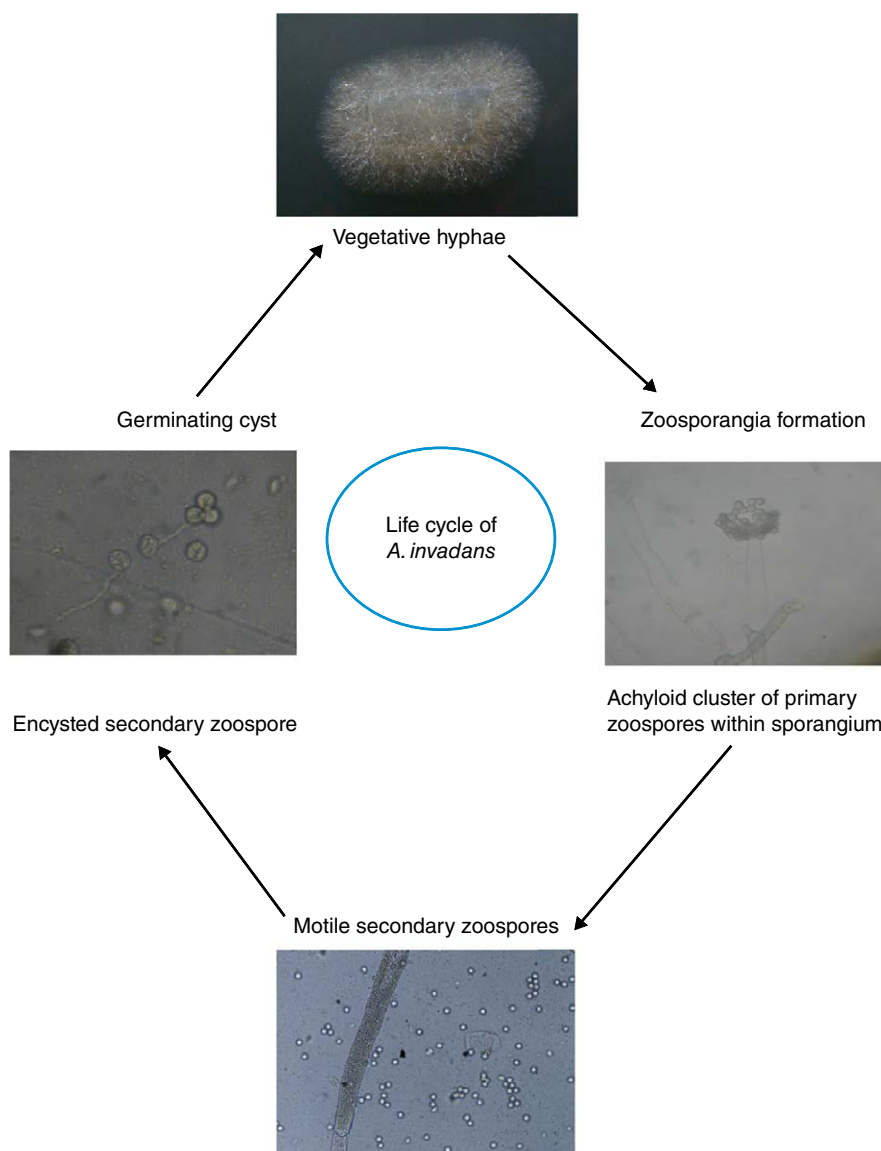 Vegetative hyphae
Germinating cyst
Zoosporangia formation
Life cycle of
A. invadans
Encysted secondary zoospore
Achyloid cluster of primary
zoospores within sporangium
Motile secondary zoospores